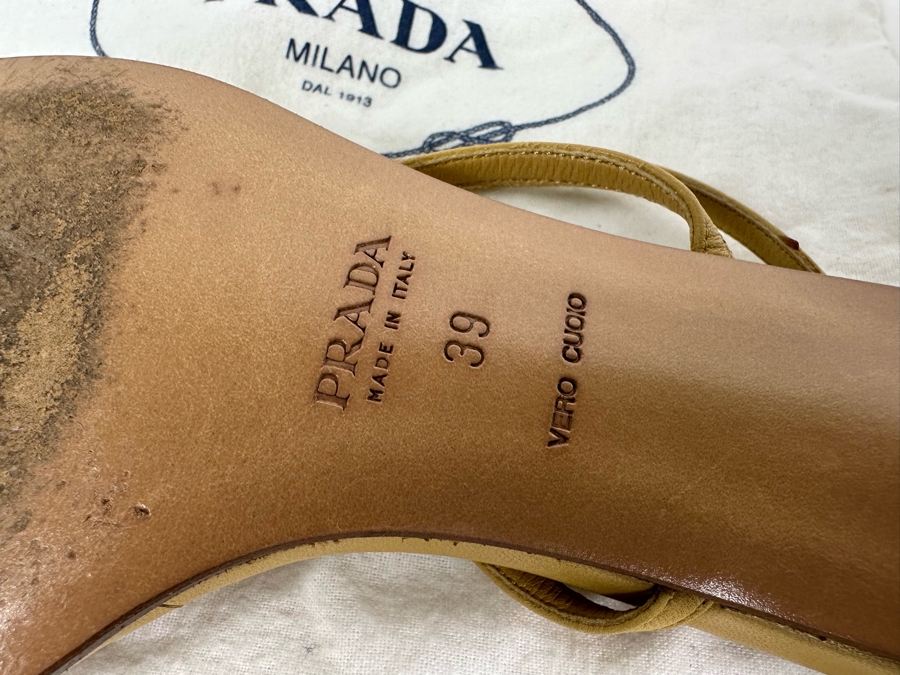 PRADA
MILANO
DAL 1913
PRADA
MADE IN ITALY
39
VERO CUOIO